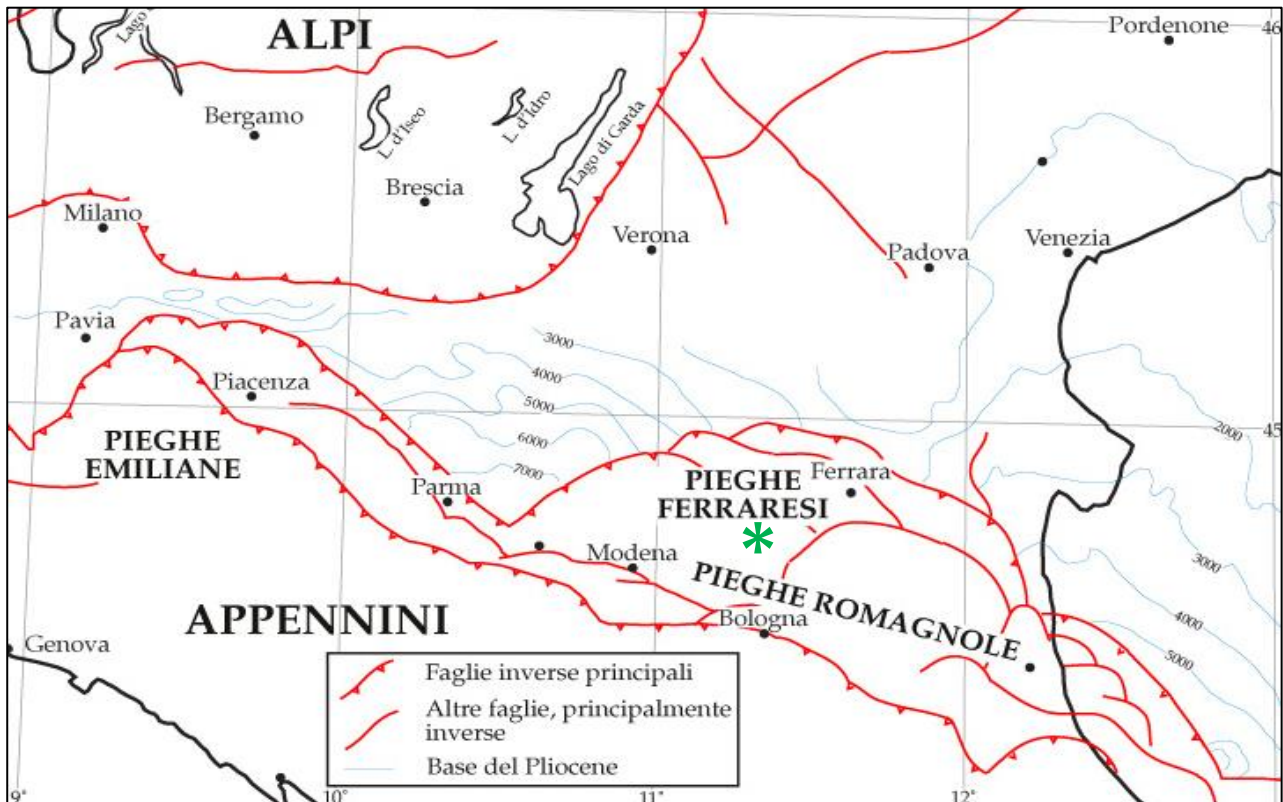 Lago
ALPI
Pordenone
46
Bergamo
L. d'Iseo
L. d'Idro
Lago di Garda
Brescia
Milano
Verona
Padova
Venezia
Pavia
3000
4000
5000
6000
7000
Piacenza
PIEGHE
EMILIANE
45
2000
Parma
PIEGHE
FERRARESI
Ferrara
*
Modena
3000
PIEGHE ROMAGNOLE
4000
5000
APPENNINI
Bologna
Genova
Faglie inverse principali
Altre faglie, principalmente
inverse
Base del Pliocene
9°
10°
11°
12°